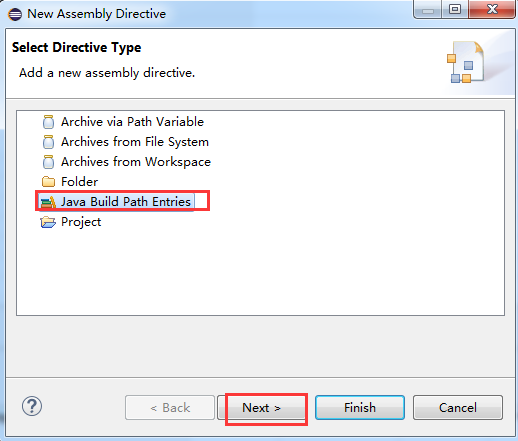 New Assembly Directive
Select Directive Type
Add a new assembly directive.
Archive via Path Variable
Archives from File System
Archives from Workspace
Folder
Java Build Path Entries
Project
?
< Back
Next >
Finish
Cancel